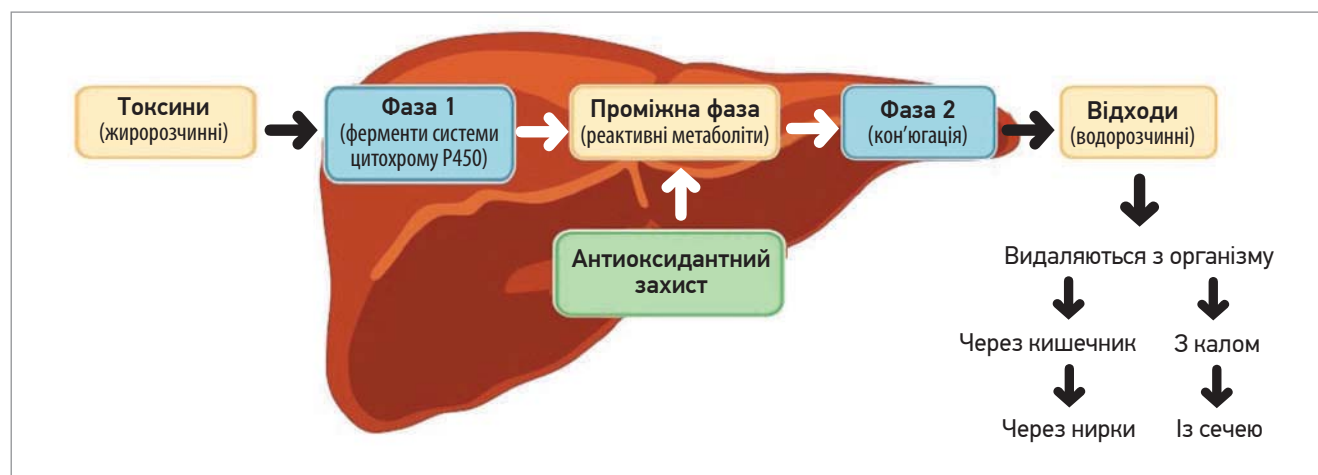 Токсини
(жиророзчинні)
Фаза 1
(ферменти системи
цитохрому P450)
Проміжна фаза
(реактивні метаболіти)
Фаза 2
(кон’югація)
Відходи
(водорозчинні)
Антиоксидантний
захист
Видаляються з організму
Через кишечник
З калом
Через нирки
Із сечею